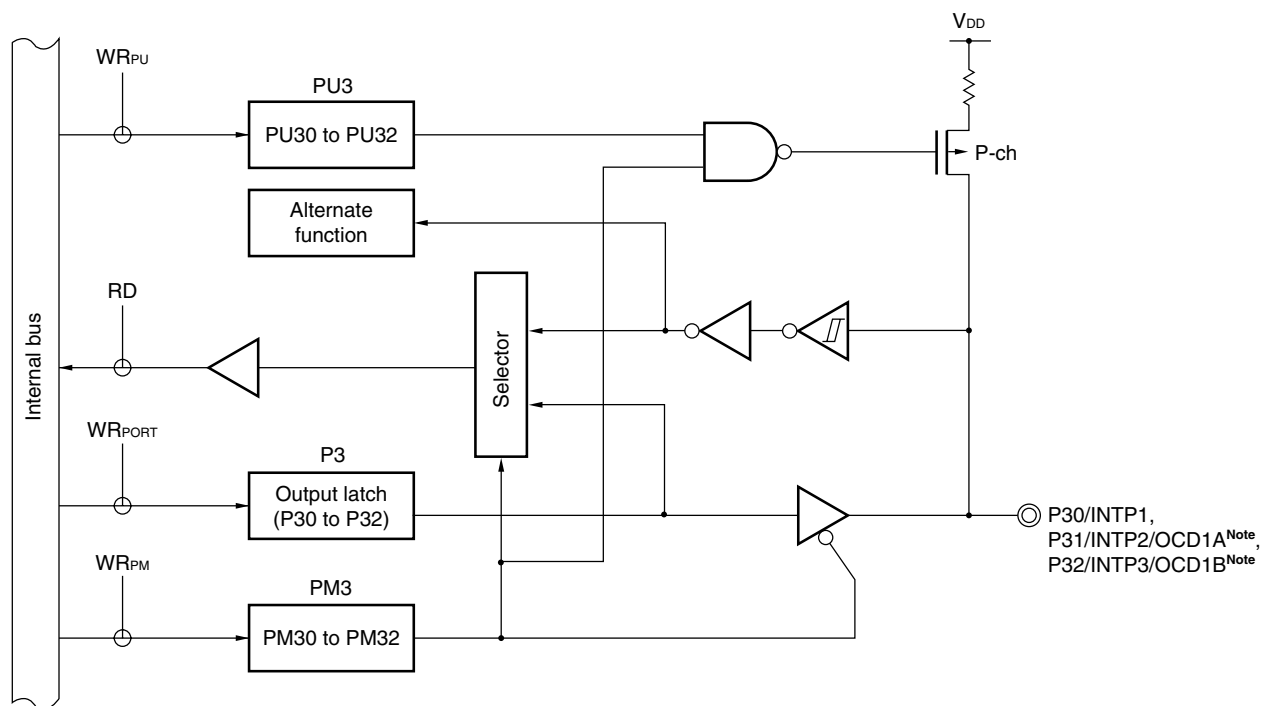 VDD
WRPU
PU3
PU30 to PU32
P-ch
Alternate
function
RD
Selector
Internal bus
WRPORT
P3
Output latch
(P30 to P32)
P30/INTP1,
P31/INTP2/OCD1ANote,
P32/INTP3/OCD1BNote
WRPM
PM3
PM30 to PM32